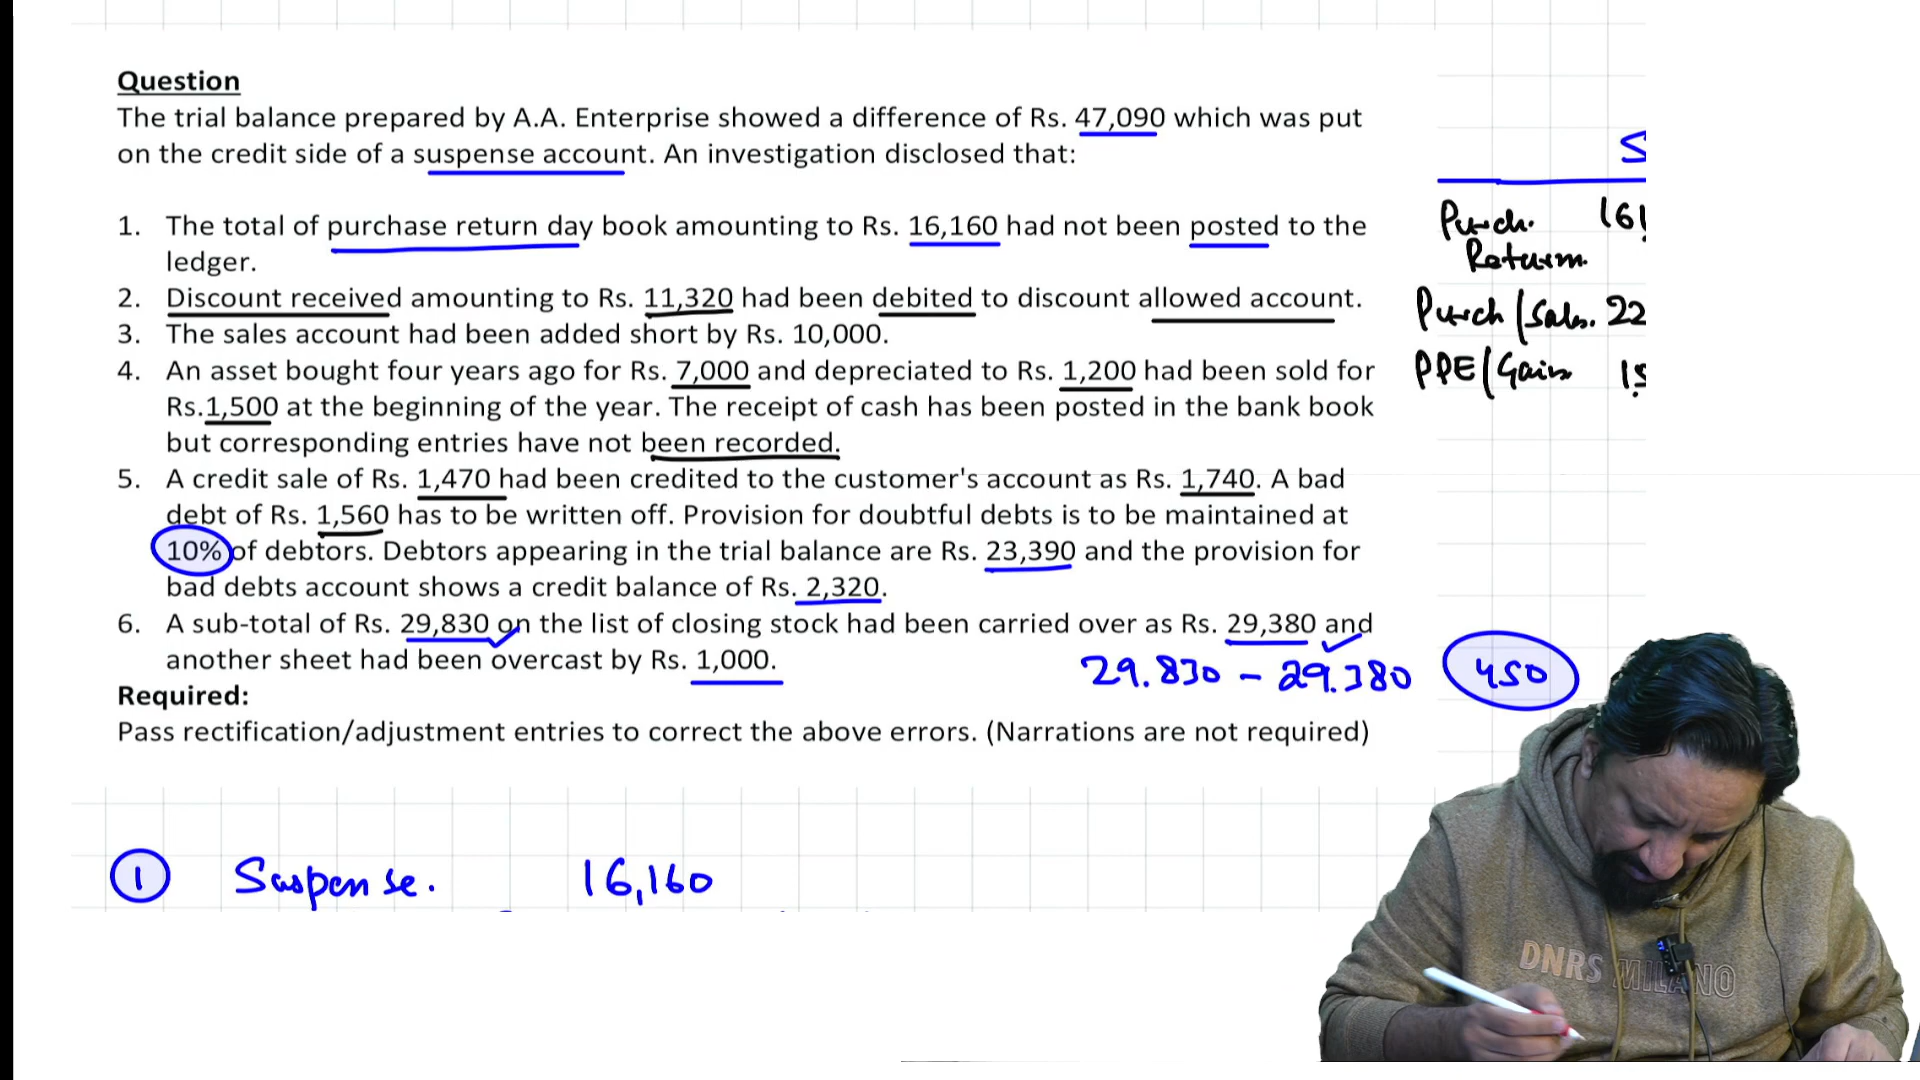 Question
The trial balance prepared by A.A. Enterprise showed a difference of Rs. 47,090 which was put
on the credit side of a suspense account. An investigation disclosed that:
1. The total of purchase return day book amounting to Rs. 16,160 had not been posted to the
ledger.
2. Discount received amounting to Rs. 11,320 had been debited to discount allowed account.
3. The sales account had been added short by Rs. 10,000.
4. An asset bought four years ago for Rs. 7,000 and depreciated to Rs. 1,200 had been sold for
Rs.1,500 at the beginning of the year. The receipt of cash has been posted in the bank book
but corresponding entries have not been recorded.
5. A credit sale of Rs. 1,470 had been credited to the customer's account as Rs. 1,740. A bad
debt of Rs. 1,560 has to be written off. Provision for doubtful debts is to be maintained at
10% of debtors. Debtors appearing in the trial balance are Rs. 23,390 and the provision for
bad debts account shows a credit balance of Rs. 2,320.
6. A sub-total of Rs. 29,830 on the list of closing stock had been carried over as Rs. 29,380 and
another sheet had been overcast by Rs. 1,000.
29.830 - 29.380 450
Required:
Pass rectification/adjustment entries to correct the above errors. (Narrations are not required)
S
Purch. 16
Return.
Purch/Sales. 22
PPE/Gain 15
1 Suspense. 16,160
DNRS MILANO